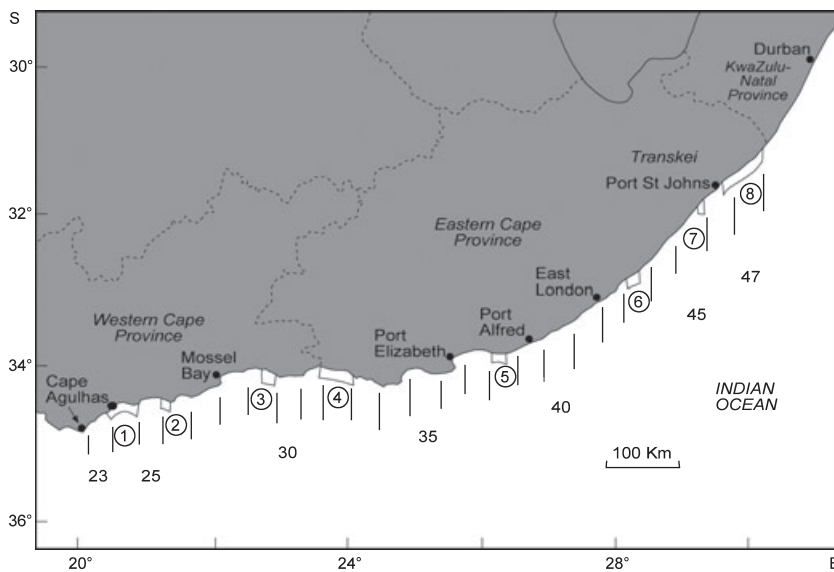 S
Durban
30°
KwaZulu-
Natal
Province
Transkei
Port St Johns
8
32°
Eastern Cape
Province
7
47
East
London
6
Western Cape
Province
Port
Alfred
45
34°
Mossel
Bay
Port
Elizabeth
Cape
Agulhas
5
INDIAN
OCEAN
3
4
40
1
2
35
30
100 Km
23
25
36°
20°
24°
28°
E